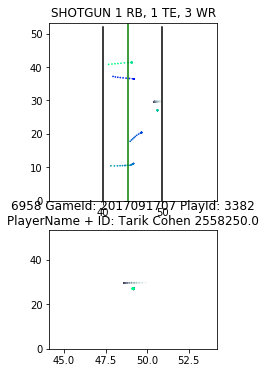 SHOTGUN 1 RB, 1 TE, 3 WR
50
40
30
20
10
0
40 50
6958 GameId: 2017091707 PlayId: 3382
PlayerName + ID: Tarik Cohen 2558250.0
40
20
0
45.0 47.5 50.0 52.5